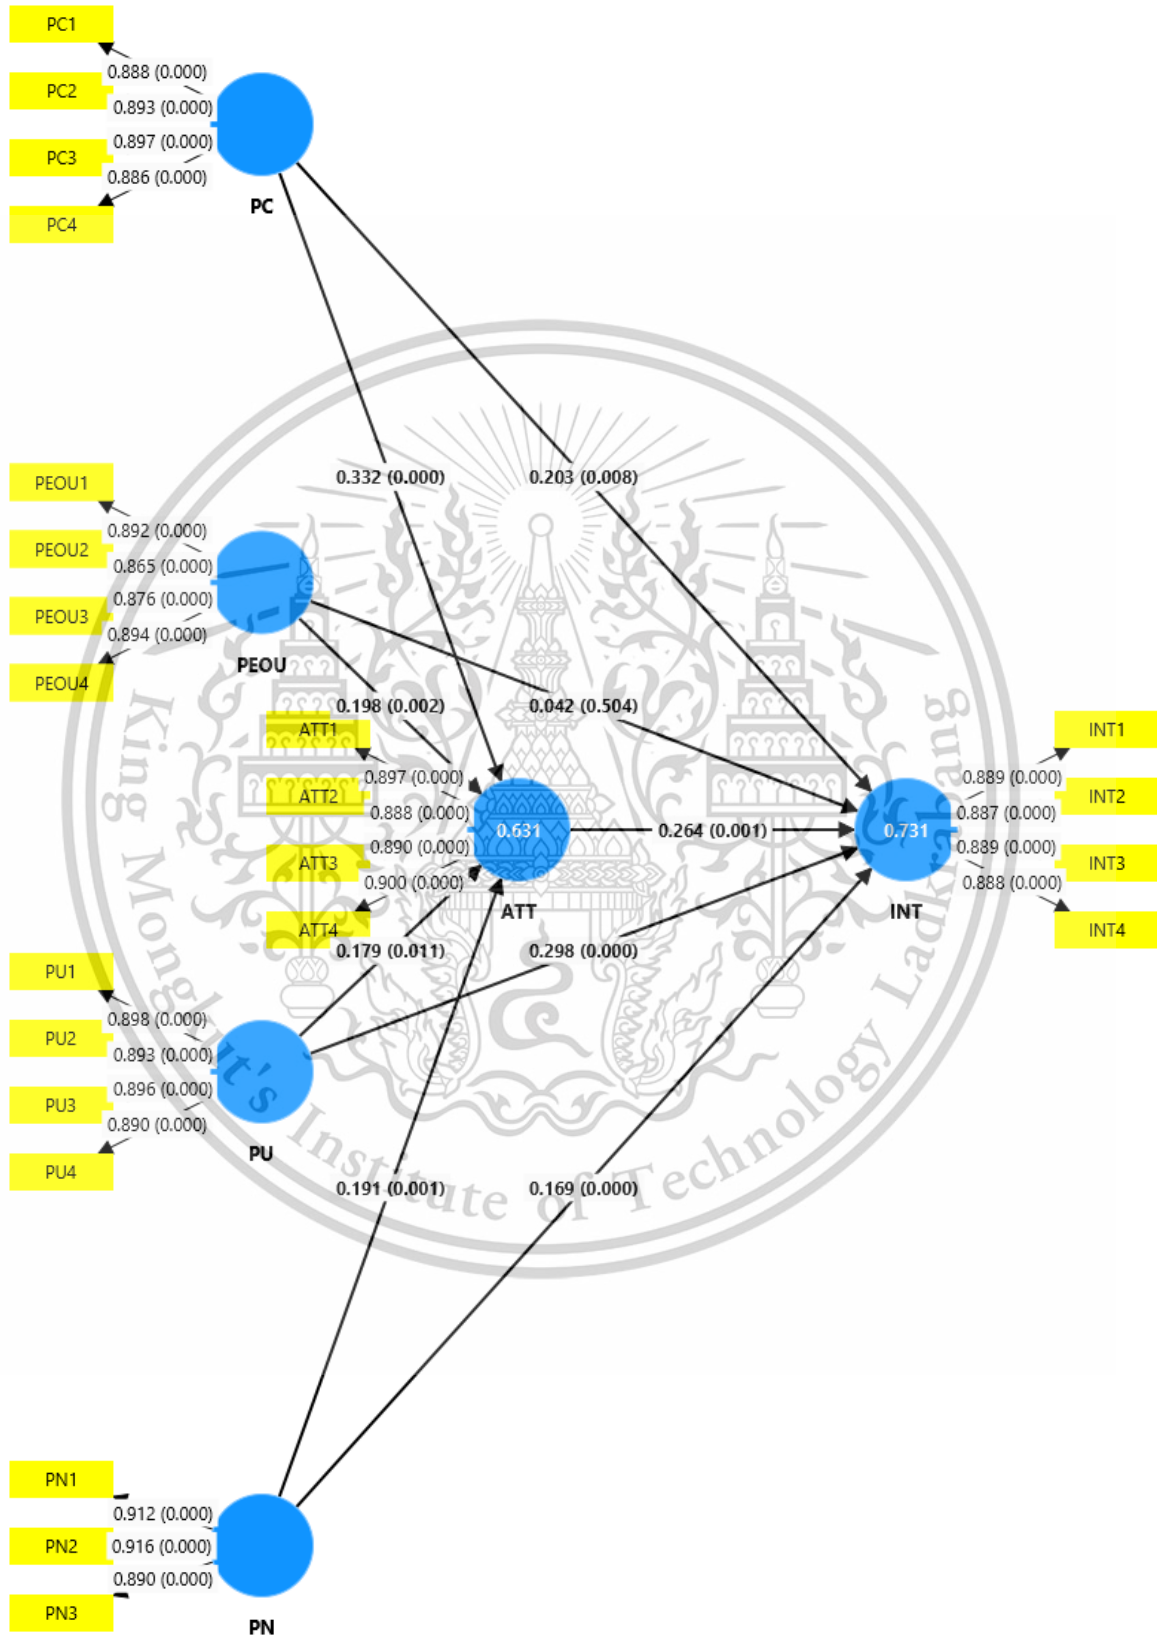 PC1
0.888 (0.000)
PC2
0.893 (0.000)
0.897 (0.000)
PC3
0.886 (0.000)
PC4
PC
0.332 (0.000)
0.203 (0.008)
PEOU1
0.892 (0.000)
PEOU2
0.865 (0.000)
0.876 (0.000)
PEOU3
0.894 (0.000)
PEOU4
PEOU
0.198 (0.002)
0.042 (0.504)
ATT1
0.897 (0.000)
ATT2
0.888 (0.000)
0.890 (0.000)
ATT3
0.900 (0.000)
ATT4
0.631
ATT
0.264 (0.001)
0.731
INT
INT1
0.889 (0.000)
INT2
0.887 (0.000)
0.889 (0.000)
INT3
0.888 (0.000)
INT4
0.179 (0.011)
0.298 (0.000)
PU1
0.898 (0.000)
PU2
0.893 (0.000)
0.896 (0.000)
PU3
0.890 (0.000)
PU4
PU
0.191 (0.001)
0.169 (0.000)
PN1
0.912 (0.000)
PN2
0.916 (0.000)
0.890 (0.000)
PN3
PN
King Mongkut's Institute of Technology Ladkrabang